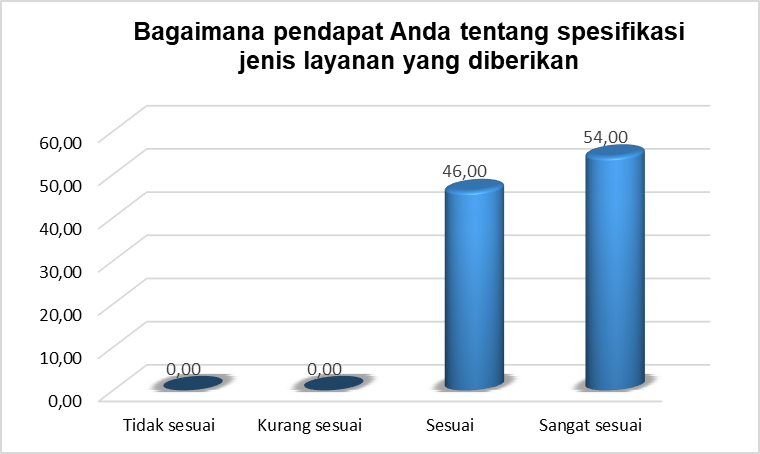 Bagaimana pendapat Anda tentang spesifikasi
jenis layanan yang diberikan
60,00
50,00
40,00
30,00
20,00
10,00
0,00
0,00
0,00
46,00
54,00
Tidak sesuai
Kurang sesuai
Sesuai
Sangat sesuai